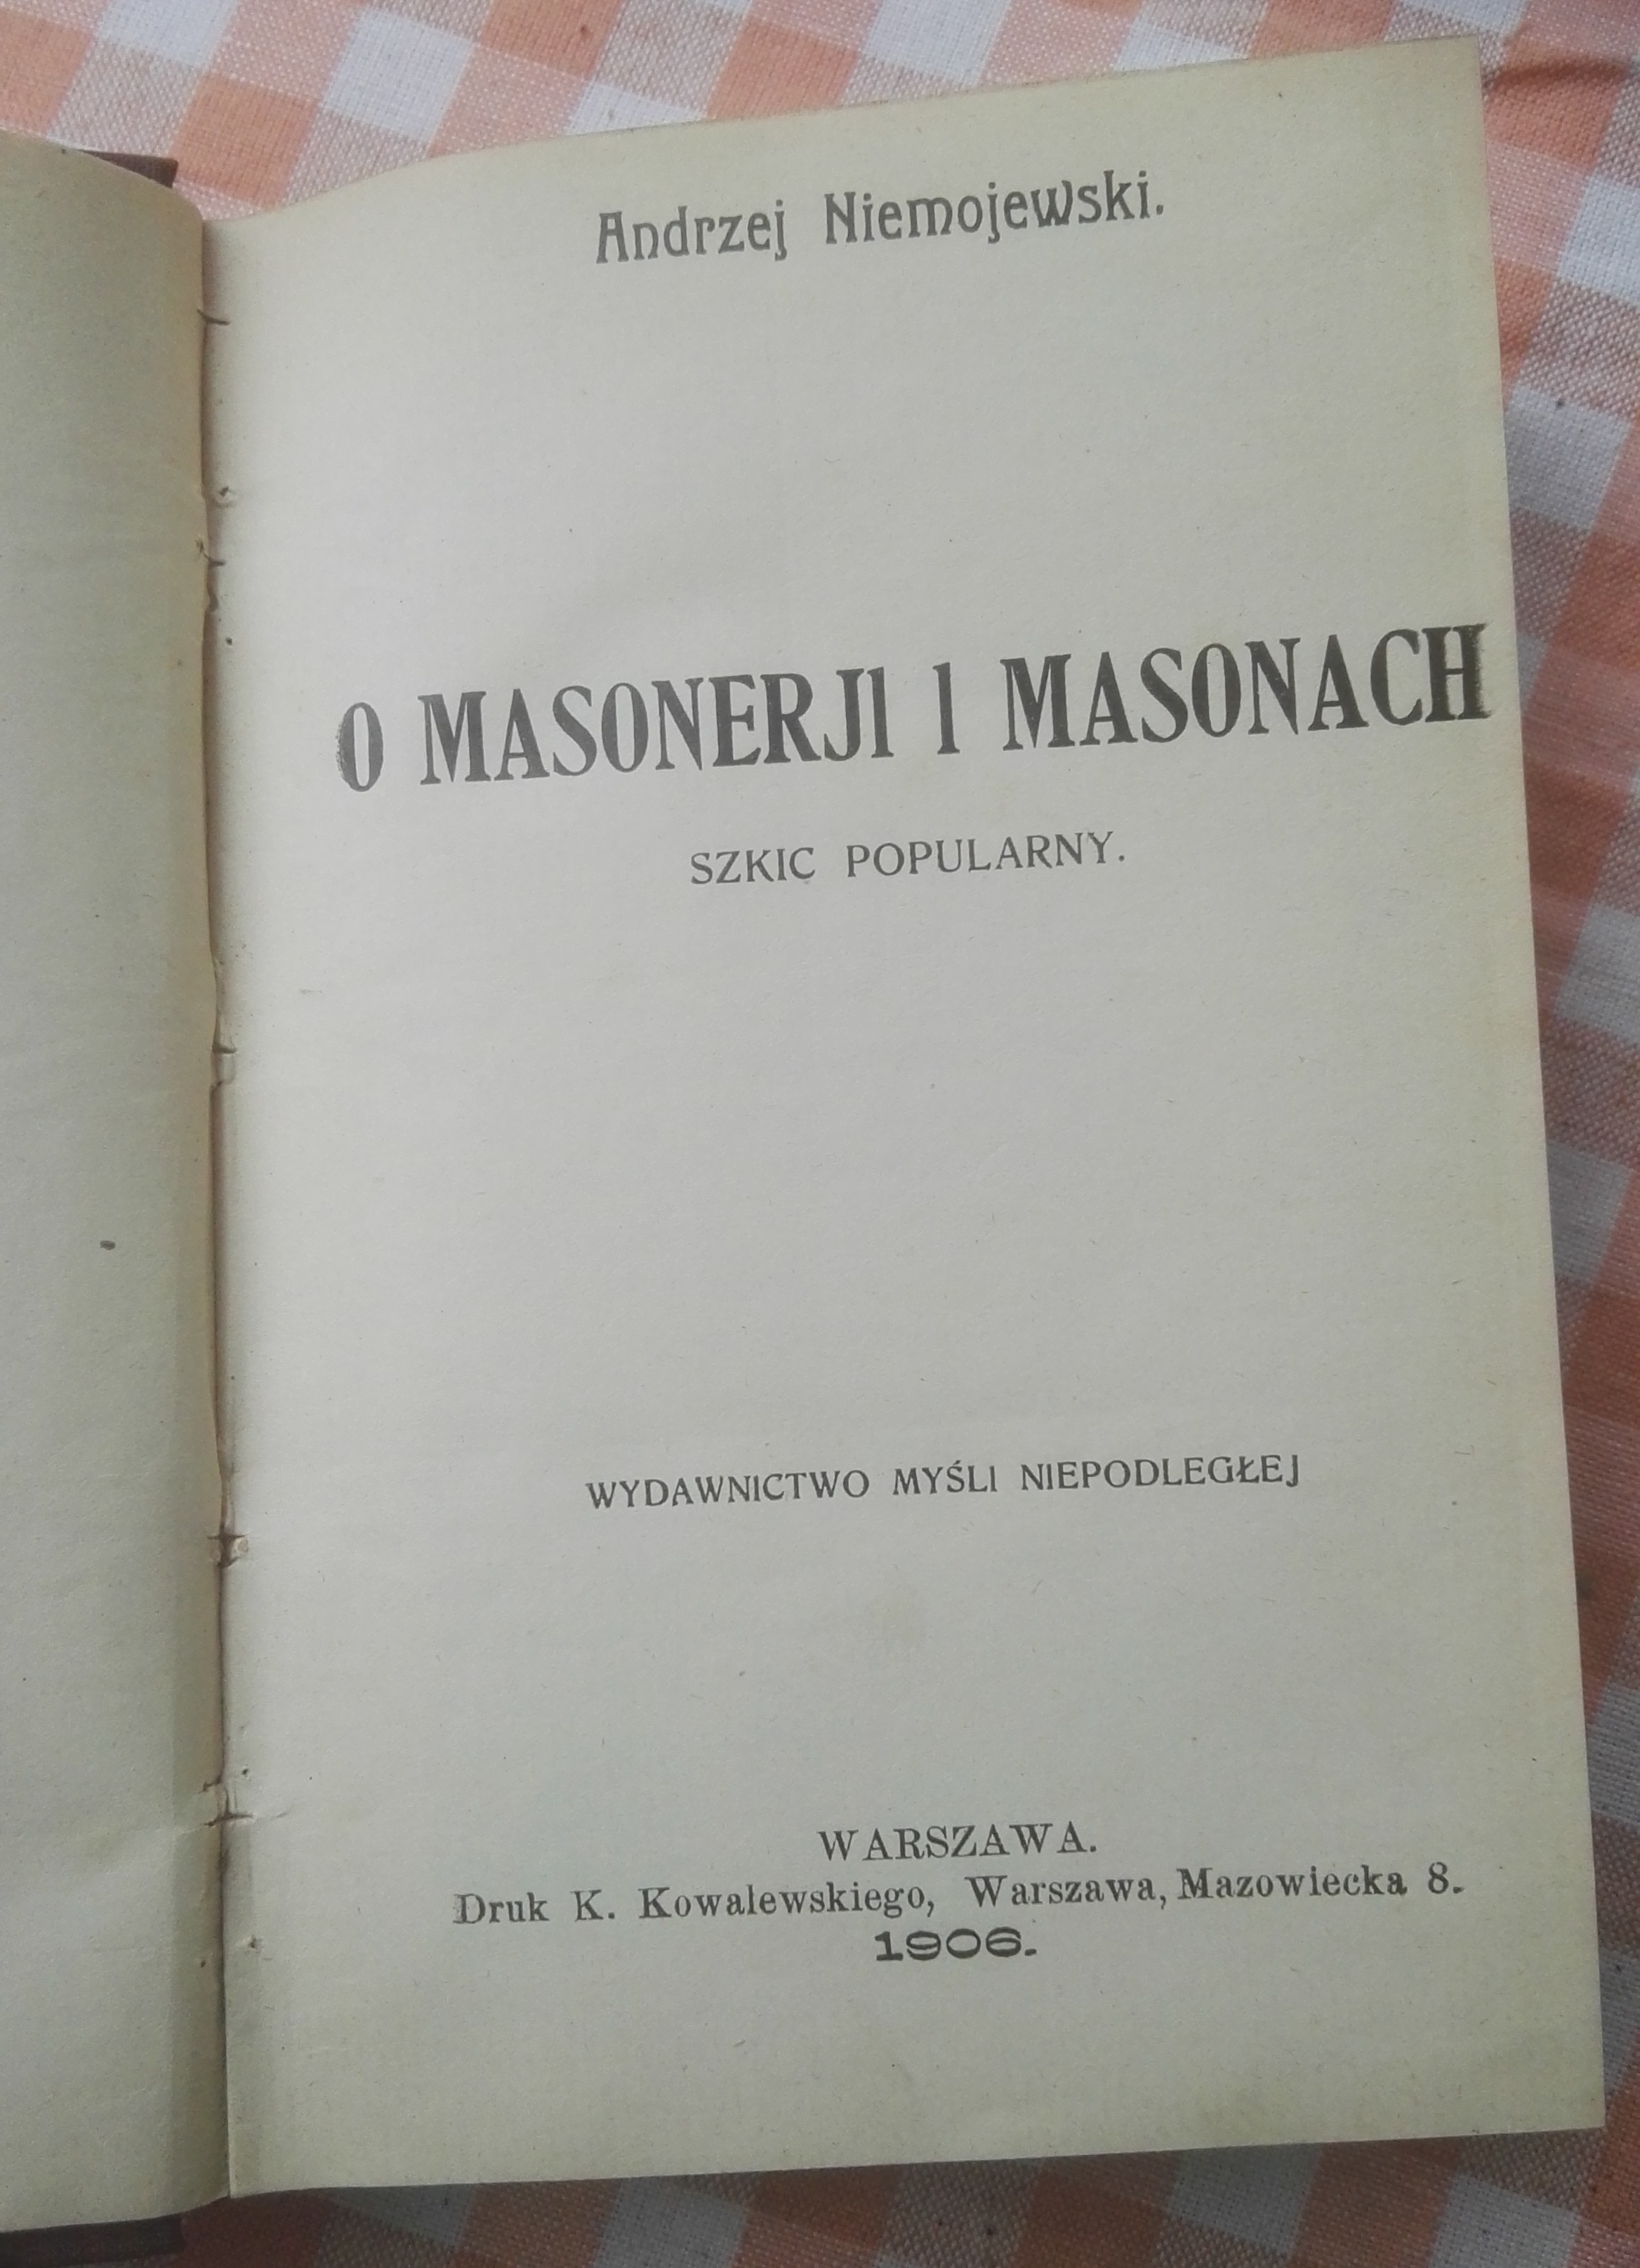 Andrzej Niemojewski.
O MASONERJI I MASONACH
SZKIC POPULARNY.
WYDAWNICTWO MYŚLI NIEPODLEGŁEJ
WARSZAWA.
Druk K. Kowalewskiego, Warszawa, Mazowiecka 8.
1906.